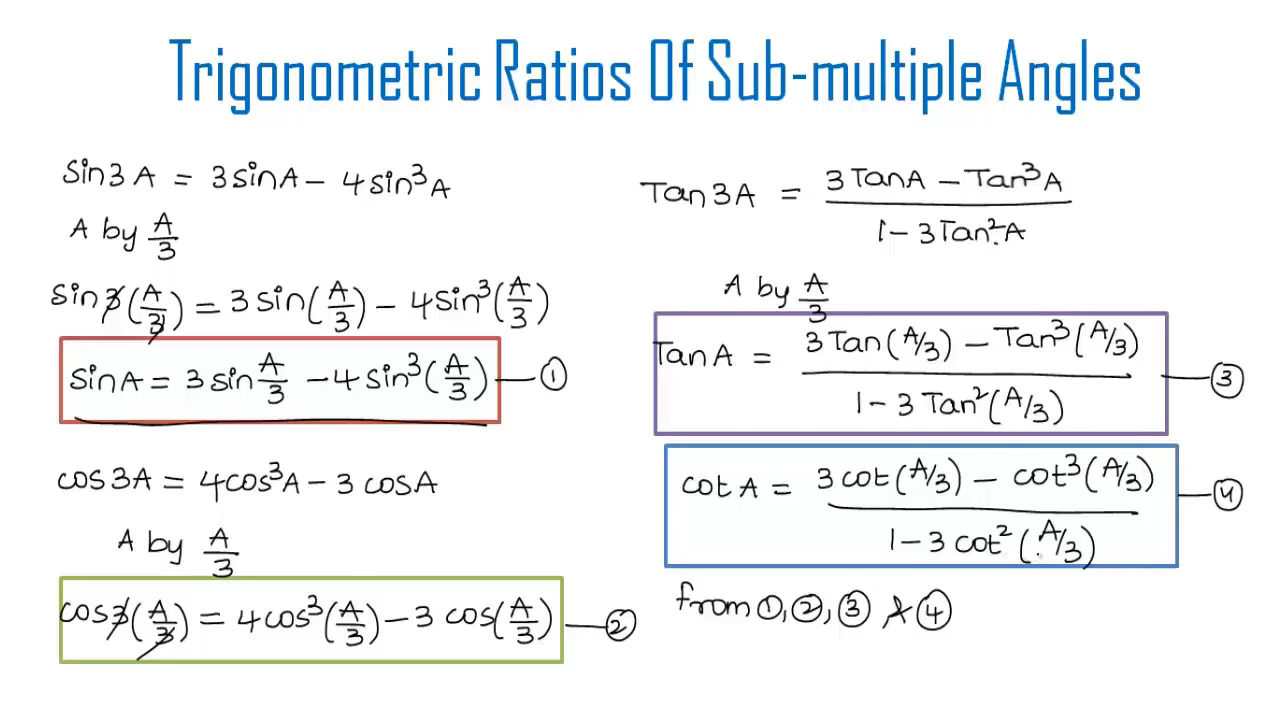 Trigonometric Ratios Of Sub-multiple Angles
sin3A = 3sinA - 4sin³A
A by A/3
sin3(A/3) = 3sin(A/3) - 4sin³(A/3)
sinA = 3sin A/3 - 4sin³(A/3) — ①
cos3A = 4cos³A - 3cosA
A by A/3
cos3(A/3) = 4cos³(A/3) - 3cos(A/3) — ②
Tan3A = 3TanA - Tan³A / 1 - 3Tan²A
A by A/3
TanA = 3Tan(A/3) - Tan³(A/3) / 1 - 3Tan²(A/3) — ③
cotA = 3cot(A/3) - cot³(A/3) / 1 - 3cot²(A/3) — ④
from ①, ②, ③ & ④